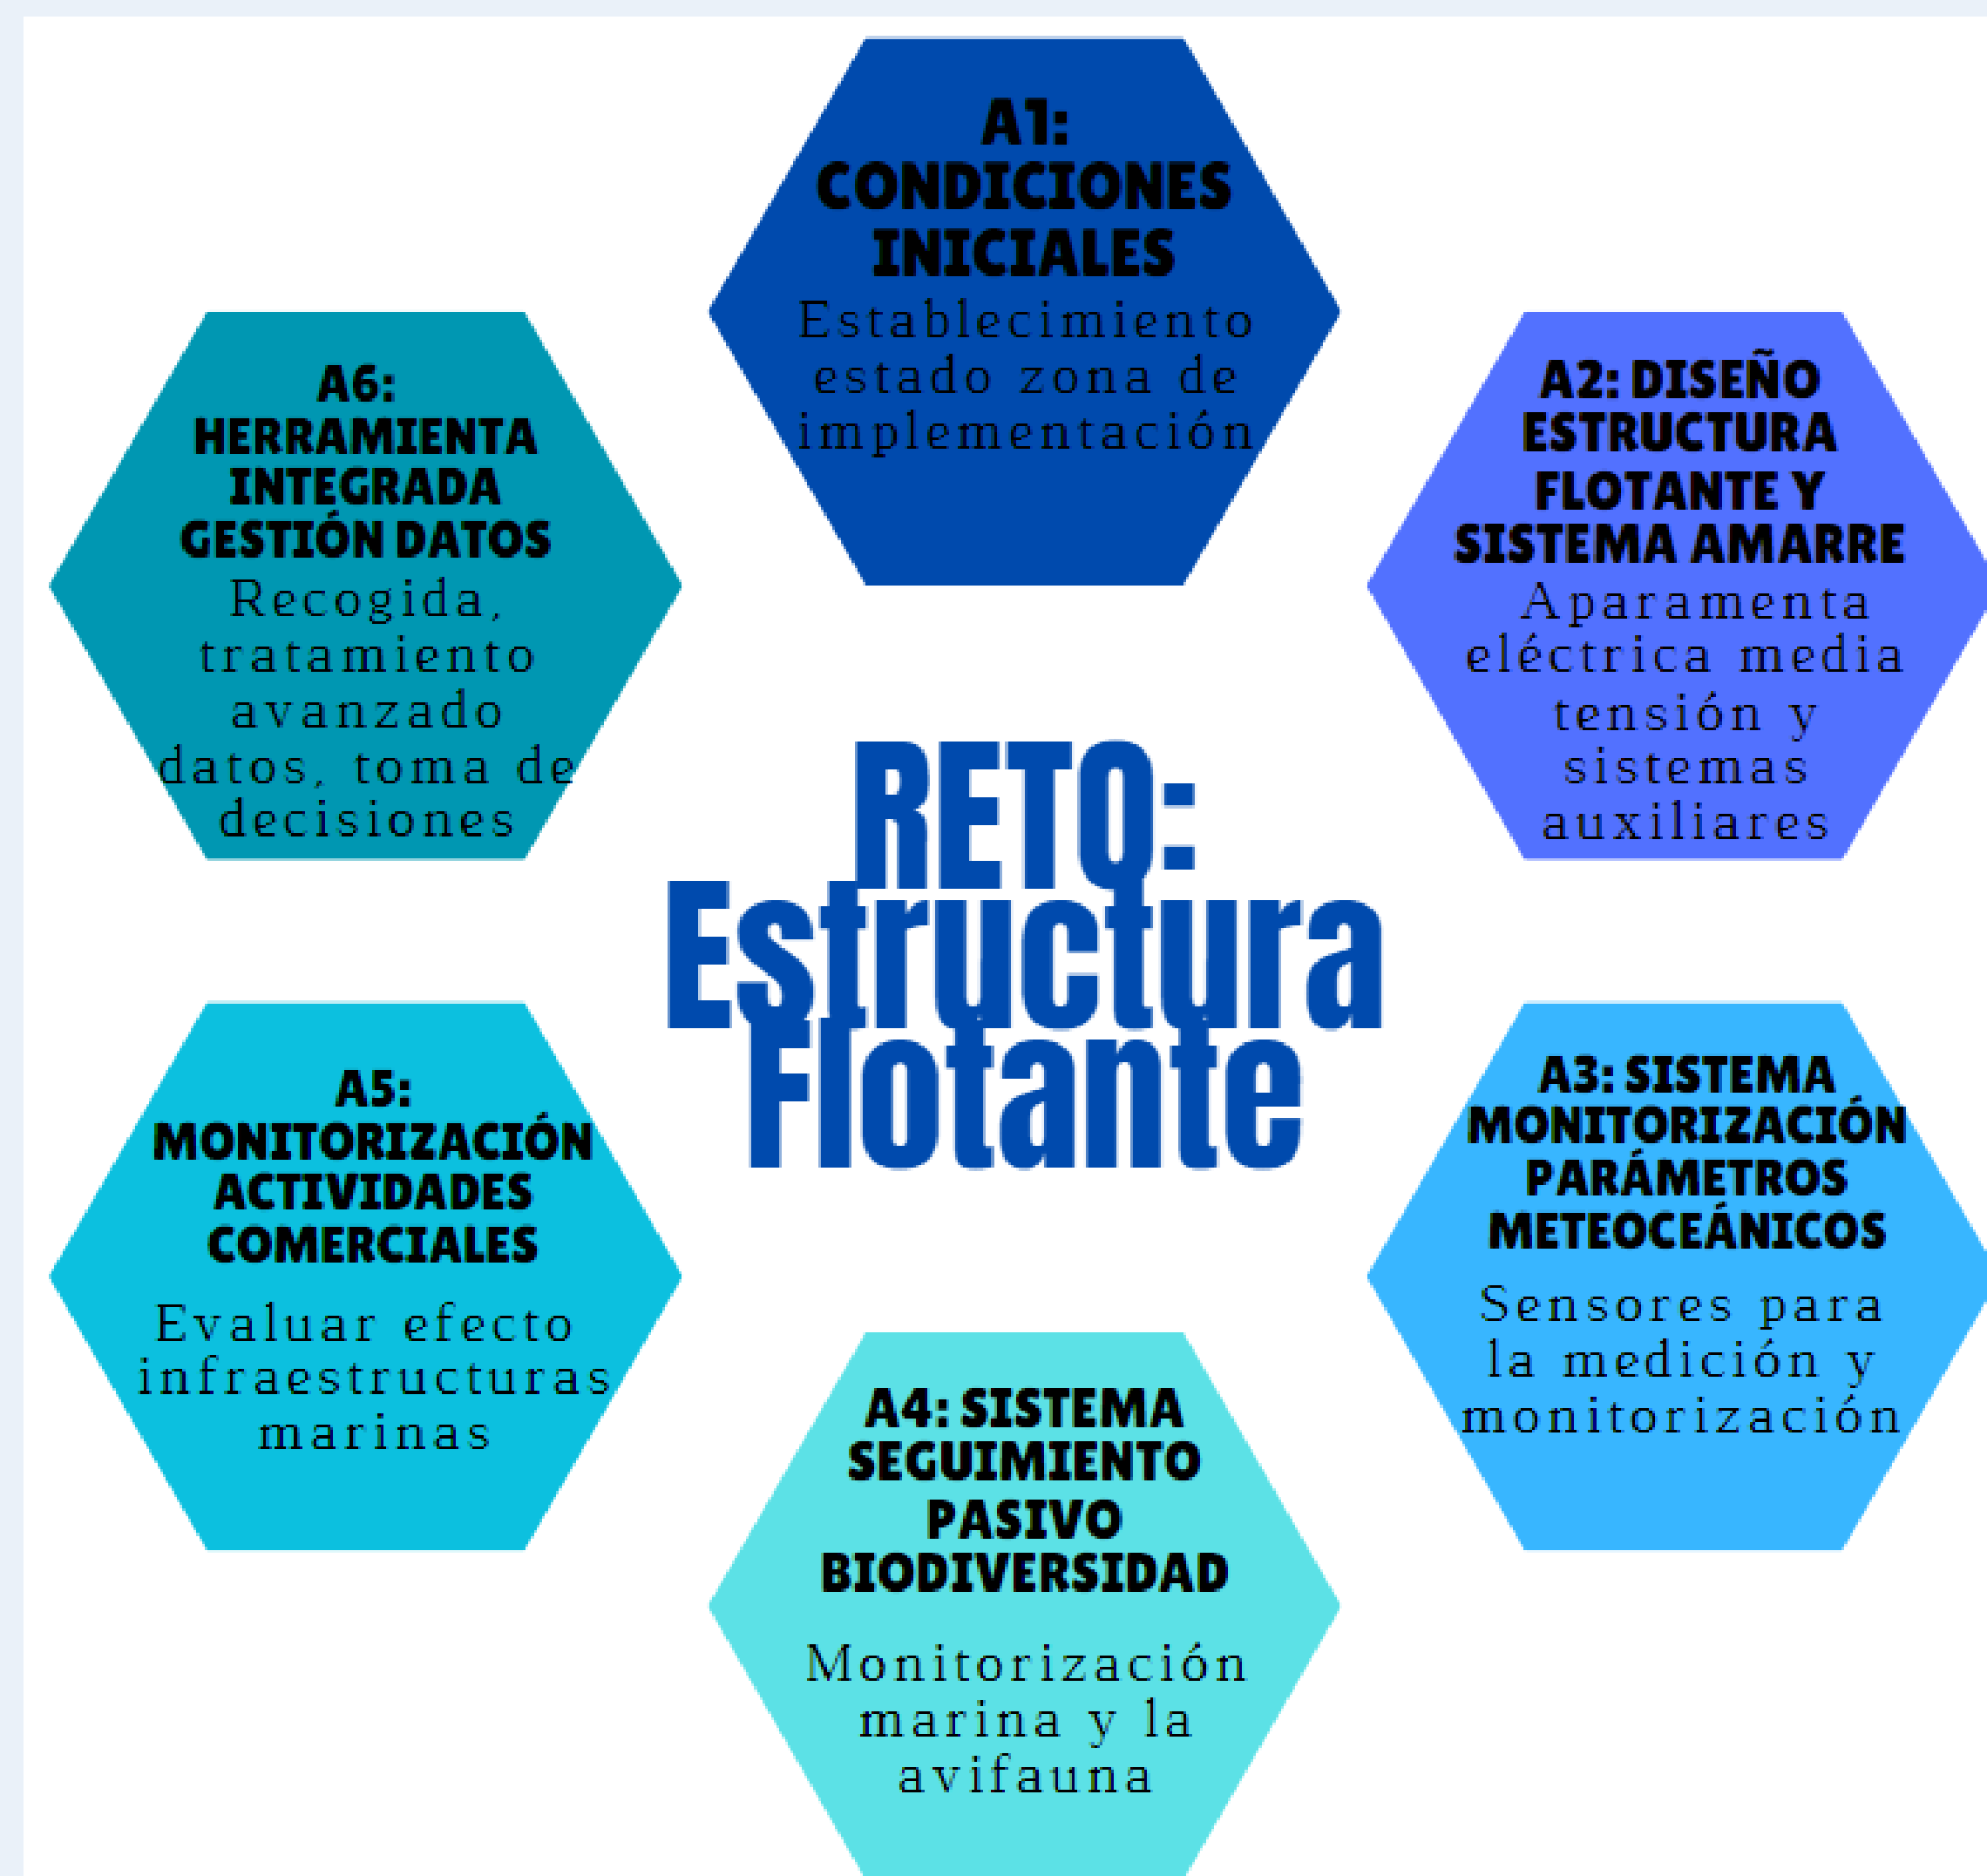 A1:
CONDICIONES
INICIALES
Establecimiento
estado zona de
implementación
A2: DISEÑO
ESTRUCTURA
FLOTANTE Y
SISTEMA AMARRE
Aparamenta
eléctrica media
tensión y
sistemas
auxiliares
A3: SISTEMA
MONITORIZACIÓN
PARÁMETROS
METEOCEÁNICOS
Sensores para
la medición y
monitorización
A4: SISTEMA
SEGUIMIENTO
PASIVO
BIODIVERSIDAD
Monitorización
marina y la
avifauna
A5:
MONITORIZACIÓN
ACTIVIDADES
COMERCIALES
Evaluar efecto
infraestructuras
marinas
A6:
HERRAMIENTA
INTEGRADA
GESTIÓN DATOS
Recogida,
tratamiento
avanzado
datos, toma de
decisiones
RETO:
Estructura
Flotante